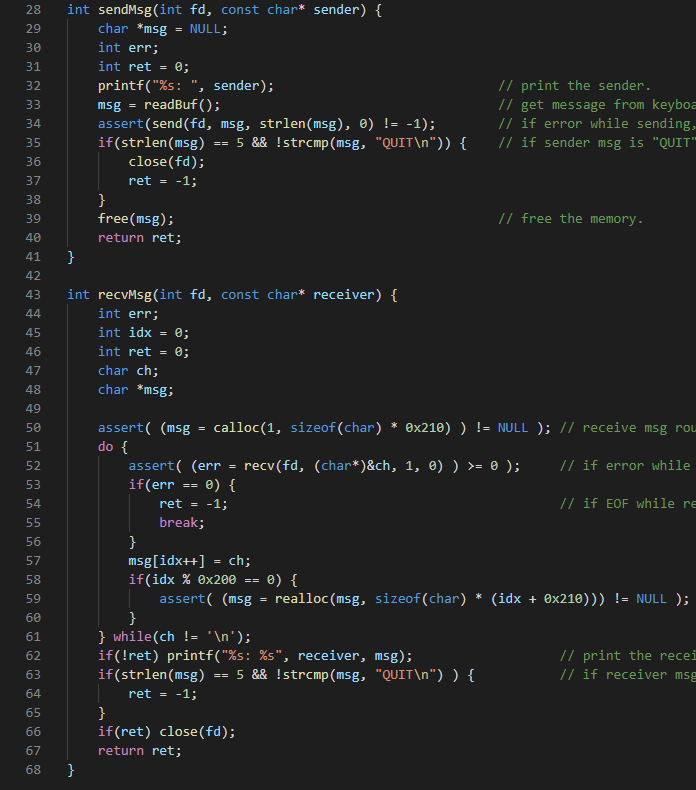 28 int sendMsg(int fd, const char* sender) {
29 char *msg = NULL;
30 int err;
31 int ret = 0;
32 printf("%s: ", sender); // print the sender.
33 msg = readBuf(); // get message from keyboa
34 assert(send(fd, msg, strlen(msg), 0) != -1); // if error while sending,
35 if(strlen(msg) == 5 && !strcmp(msg, "QUIT\n")) { // if sender msg is "QUIT"
36 close(fd);
37 ret = -1;
38 }
39 free(msg); // free the memory.
40 return ret;
41 }
42
43 int recvMsg(int fd, const char* receiver) {
44 int err;
45 int idx = 0;
46 int ret = 0;
47 char ch;
48 char *msg;
49
50 assert( (msg = calloc(1, sizeof(char) * 0x210) ) != NULL ); // receive msg rou
51 do {
52 assert( (err = recv(fd, (char*)&ch, 1, 0) ) >= 0 ); // if error while
53 if(err == 0) {
54 ret = -1; // if EOF while re
55 break;
56 }
57 msg[idx++] = ch;
58 if(idx % 0x200 == 0) {
59 assert( (msg = realloc(msg, sizeof(char) * (idx + 0x210))) != NULL );
60 }
61 } while(ch != '\n');
62 if(!ret) printf("%s: %s", receiver, msg); // print the recei
63 if(strlen(msg) == 5 && !strcmp(msg, "QUIT\n") ) { // if receiver msg
64 ret = -1;
65 }
66 if(ret) close(fd);
67 return ret;
68 }